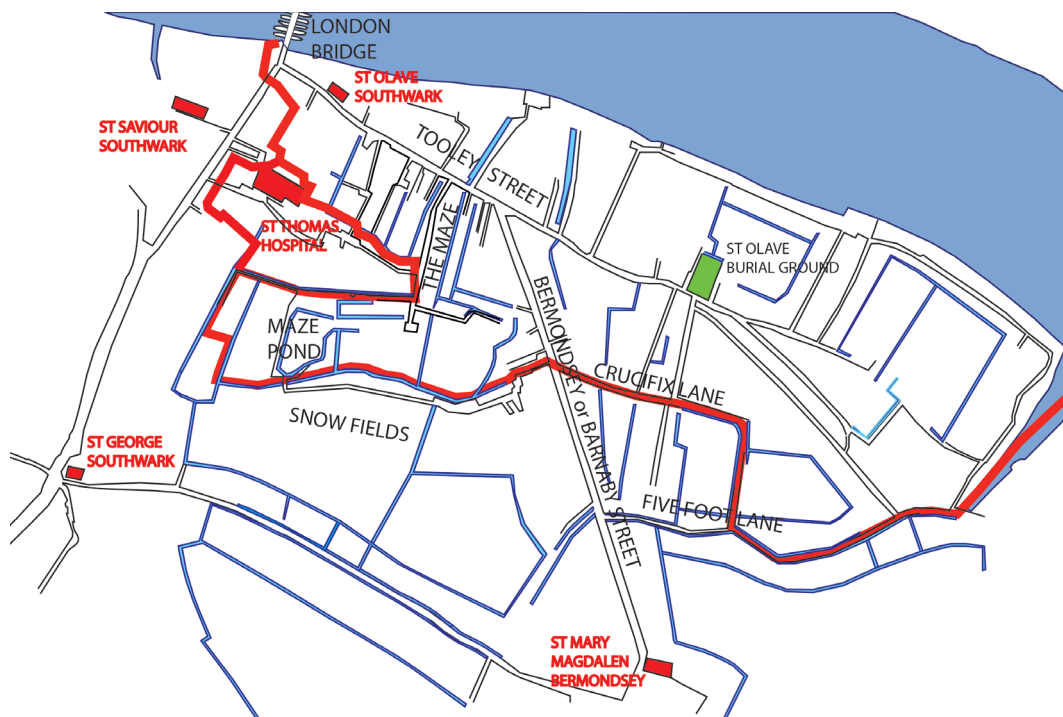 LONDON
BRIDGE
ST OLAVE
SOUTHWARK
ST SAVIOUR
SOUTHWARK
TOOLEY STREET
ST THOMAS
HOSPITAL
THE MAZE
ST OLAVE
BURIAL GROUND
BERMONDSEY or BARNABY STREET
MAZE
POND
CRUCIFIX LANE
SNOW FIELDS
ST GEORGE
SOUTHWARK
FIVE FOOT LANE
ST MARY
MAGDALEN
BERMONDSEY